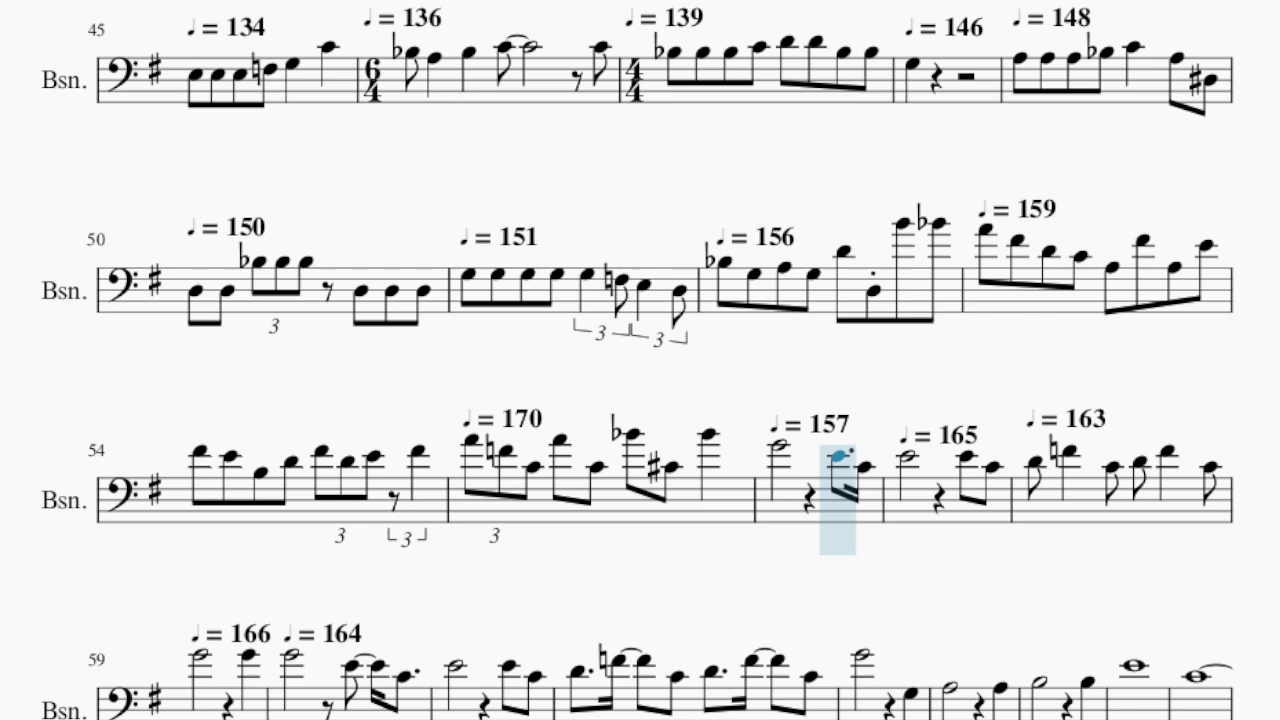 45 ♩ = 134 ♩ = 136 ♩ = 139 ♩ = 146 ♩ = 148
Bsn. 6 4 4 4
50 ♩ = 150 ♩ = 151 ♩ = 156 ♩ = 159
Bsn.
3 3 3
54 ♩ = 170 ♩ = 157 ♩ = 165 ♩ = 163
Bsn.
3 3 3
59 ♩ = 166 ♩ = 164
Bsn.